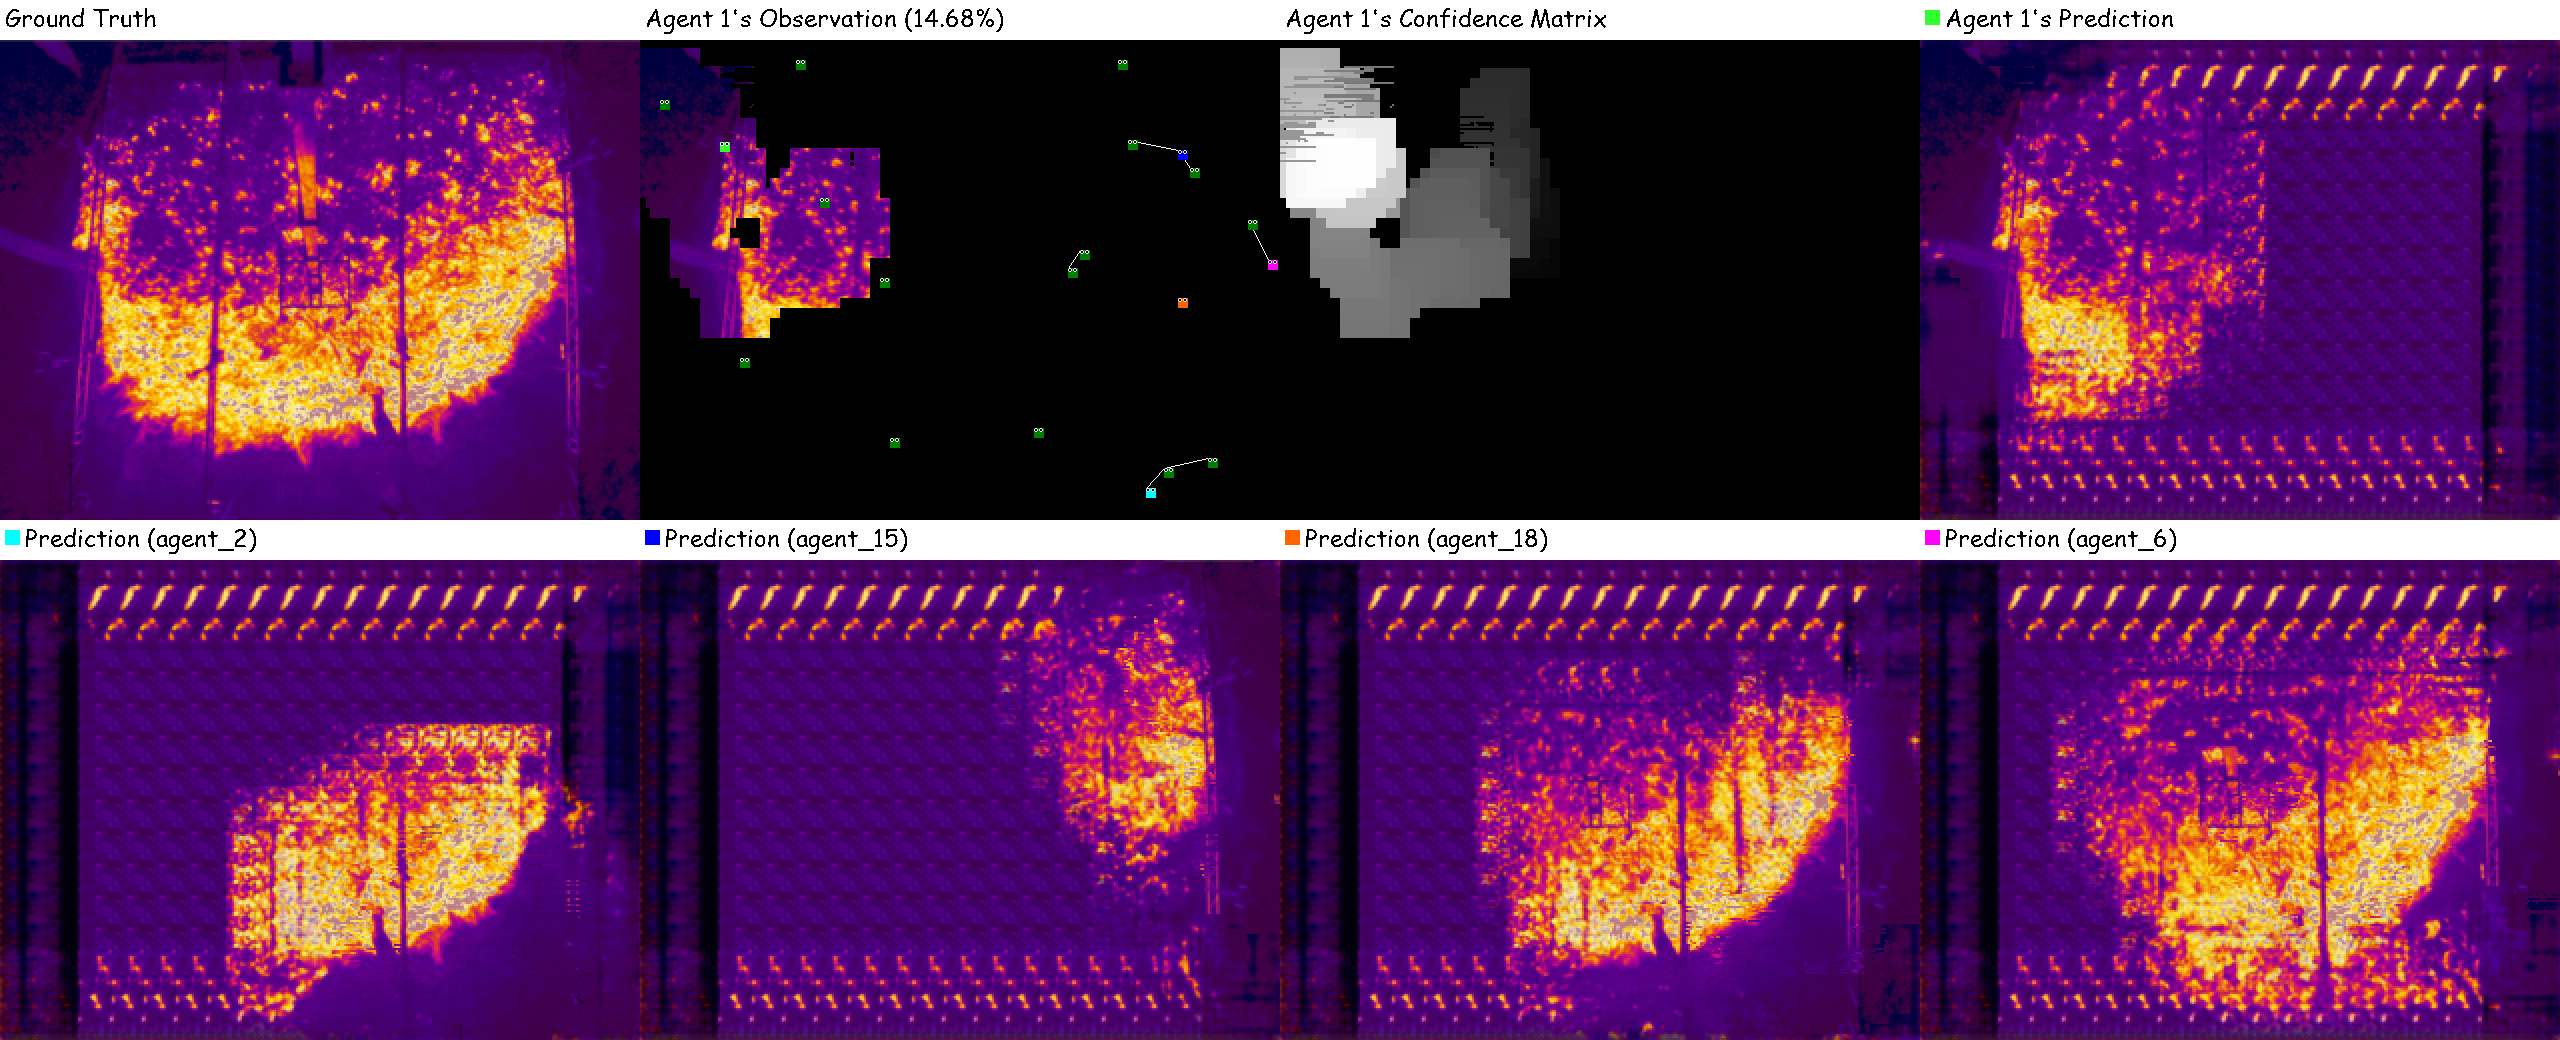 Ground Truth
Agent 1's Observation (14.68%)
Agent 1's Confidence Matrix
Agent 1's Prediction
Prediction (agent_2)
Prediction (agent_15)
Prediction (agent_18)
Prediction (agent_6)